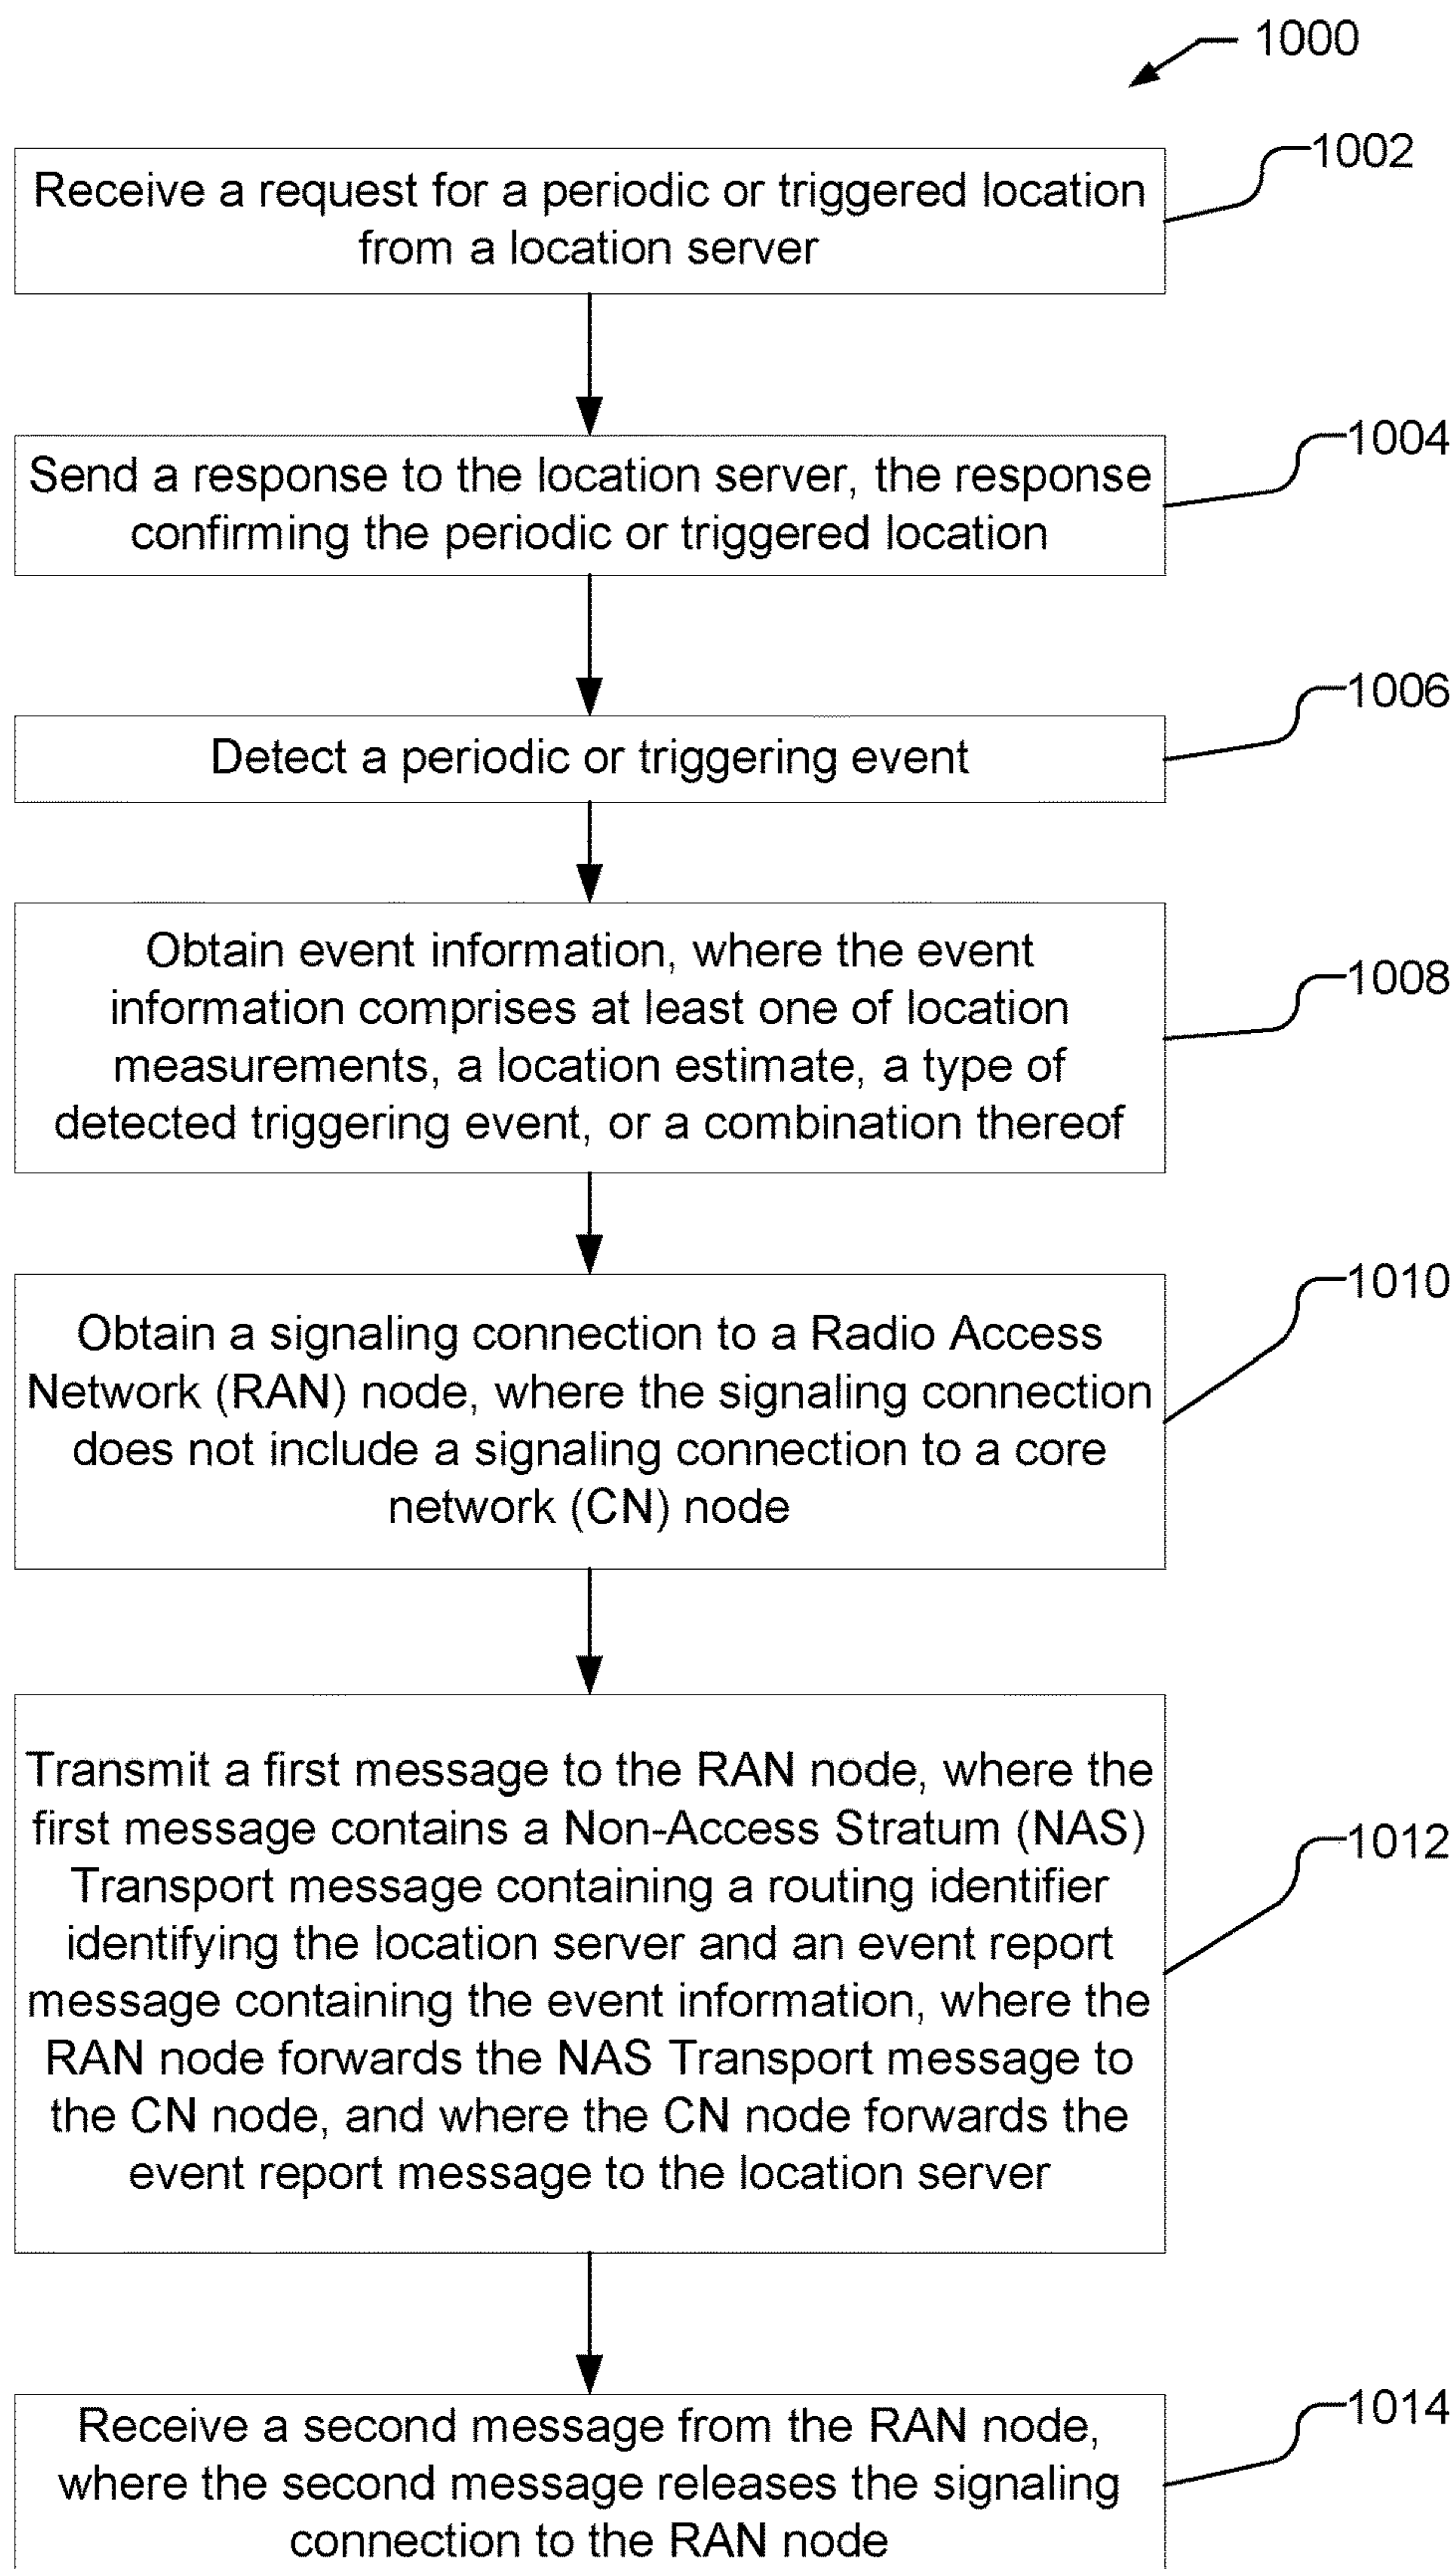 1000
1002
Receive a request for a periodic or triggered location
from a location server
1004
Send a response to the location server, the response
confirming the periodic or triggered location
1006
Detect a periodic or triggering event
1008
Obtain event information, where the event
information comprises at least one of location
measurements, a location estimate, a type of
detected triggering event, or a combination thereof
1010
Obtain a signaling connection to a Radio Access
Network (RAN) node, where the signaling connection
does not include a signaling connection to a core
network (CN) node
1012
Transmit a first message to the RAN node, where the
first message contains a Non-Access Stratum (NAS)
Transport message containing a routing identifier
identifying the location server and an event report
message containing the event information, where the
RAN node forwards the NAS Transport message to
the CN node, and where the CN node forwards the
event report message to the location server
1014
Receive a second message from the RAN node,
where the second message releases the signaling
connection to the RAN node